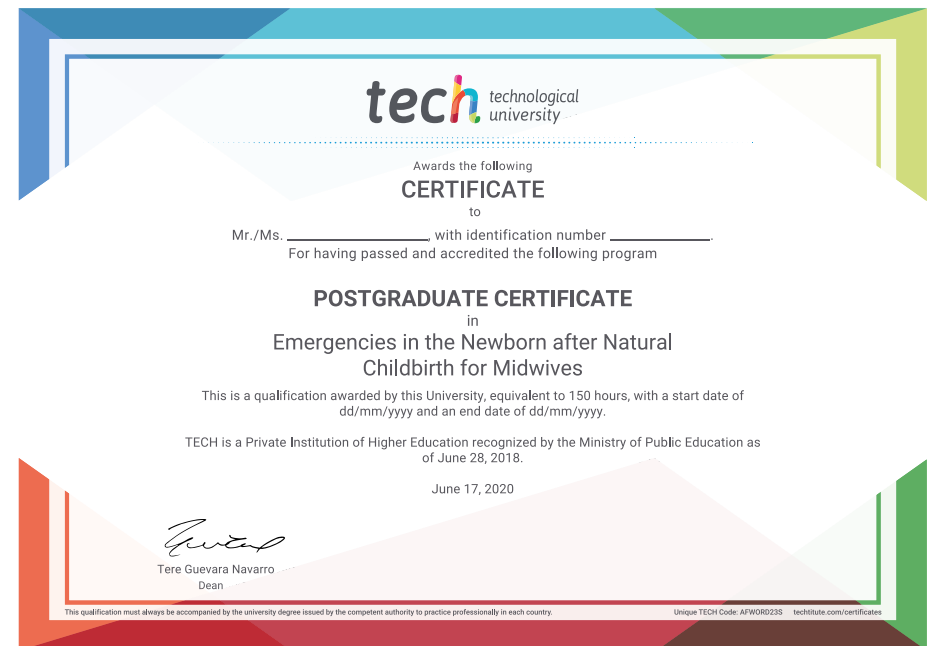 tech technological
university
Awards the following
CERTIFICATE
to
Mr./Ms. ____________, with identification number ____________.
For having passed and accredited the following program
POSTGRADUATE CERTIFICATE
in
Emergencies in the Newborn after Natural
Childbirth for Midwives
This is a qualification awarded by this University, equivalent to 150 hours, with a start date of
dd/mm/yyyy and an end date of dd/mm/yyyy.
TECH is a Private Institution of Higher Education recognized by the Ministry of Public Education as
of June 28, 2018.
June 17, 2020
Tere Guevara Navarro
Dean
This qualification must always be accompanied by the university degree issued by the competent authority to practice professionally in each country.
Unique TECH Code: AFWORD23S techtitute.com/certificates